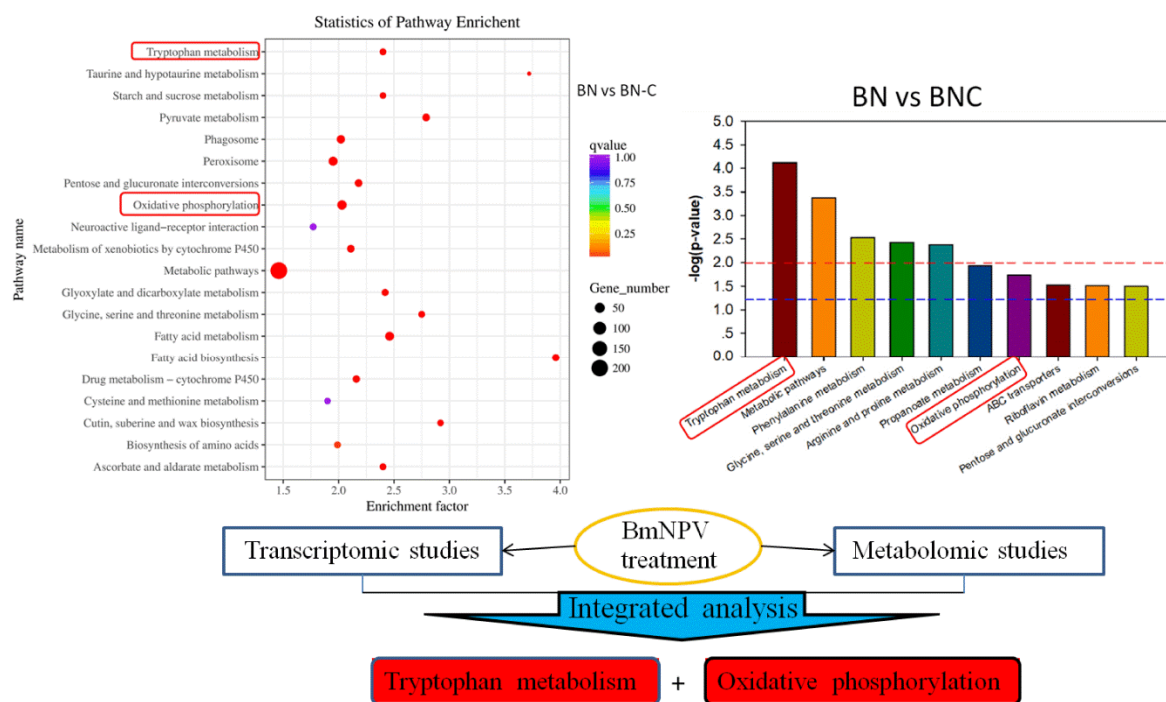 Statistics of Pathway Enrichent
Pathway name
Tryptophan metabolism
Taurine and hypotaurine metabolism
Starch and sucrose metabolism
Pyruvate metabolism
Phagosome
Peroxisome
Pentose and glucuronate interconversions
Oxidative phosphorylation
Neuroactive ligand-receptor interaction
Metabolism of xenobiotics by cytochrome P450
Metabolic pathways
Glyoxylate and dicarboxylate metabolism
Glycine, serine and threonine metabolism
Fatty acid metabolism
Fatty acid biosynthesis
Drug metabolism − cytochrome P450
Cysteine and methionine metabolism
Cutin, suberine and wax biosynthesis
Biosynthesis of amino acids
Ascorbate and aldarate metabolism
1.5 2.0 2.5 3.0 3.5 4.0
Enrichment factor
BN vs BN-C
qvalue
1.00
0.75
0.50
0.25
Gene_number
50
100
150
200
BN vs BNC
-log(p-value)
5.0
4.5
4.0
3.5
3.0
2.5
2.0
1.5
1.0
.5
0.0
Tryptophan metabolism
Metabolic pathways
Phenylalanine metabolism
Glycine, serine and threonine metabolism
Arginine and proline metabolism
Propanoate metabolism
Oxidative phosphorylation
ABC transporters
Riboflavin metabolism
Pentose and glucuronate interconversions
Transcriptomic studies
BmNPV
treatment
Metabolomic studies
Integrated analysis
Tryptophan metabolism + Oxidative phosphorylation